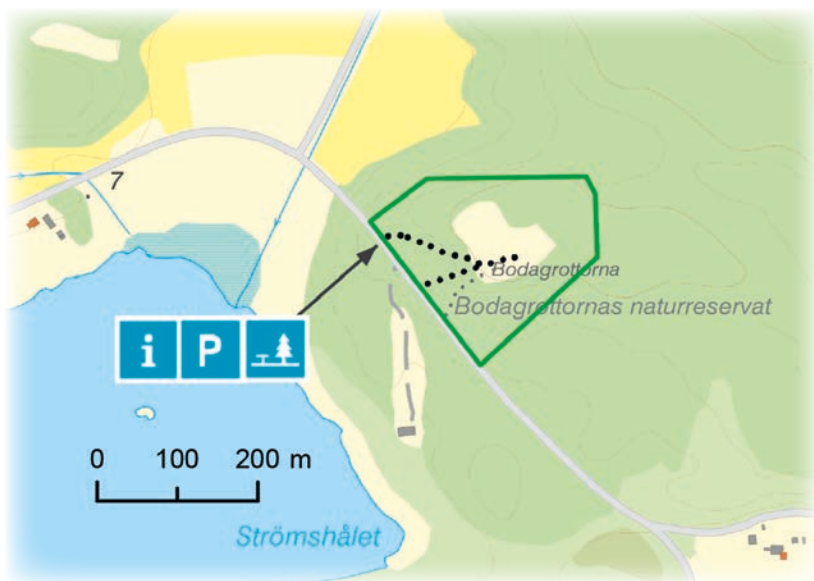 7
Bodagrottorna
Bodagrottornas naturreservat
i P
0 100 200 m
Strömshålet